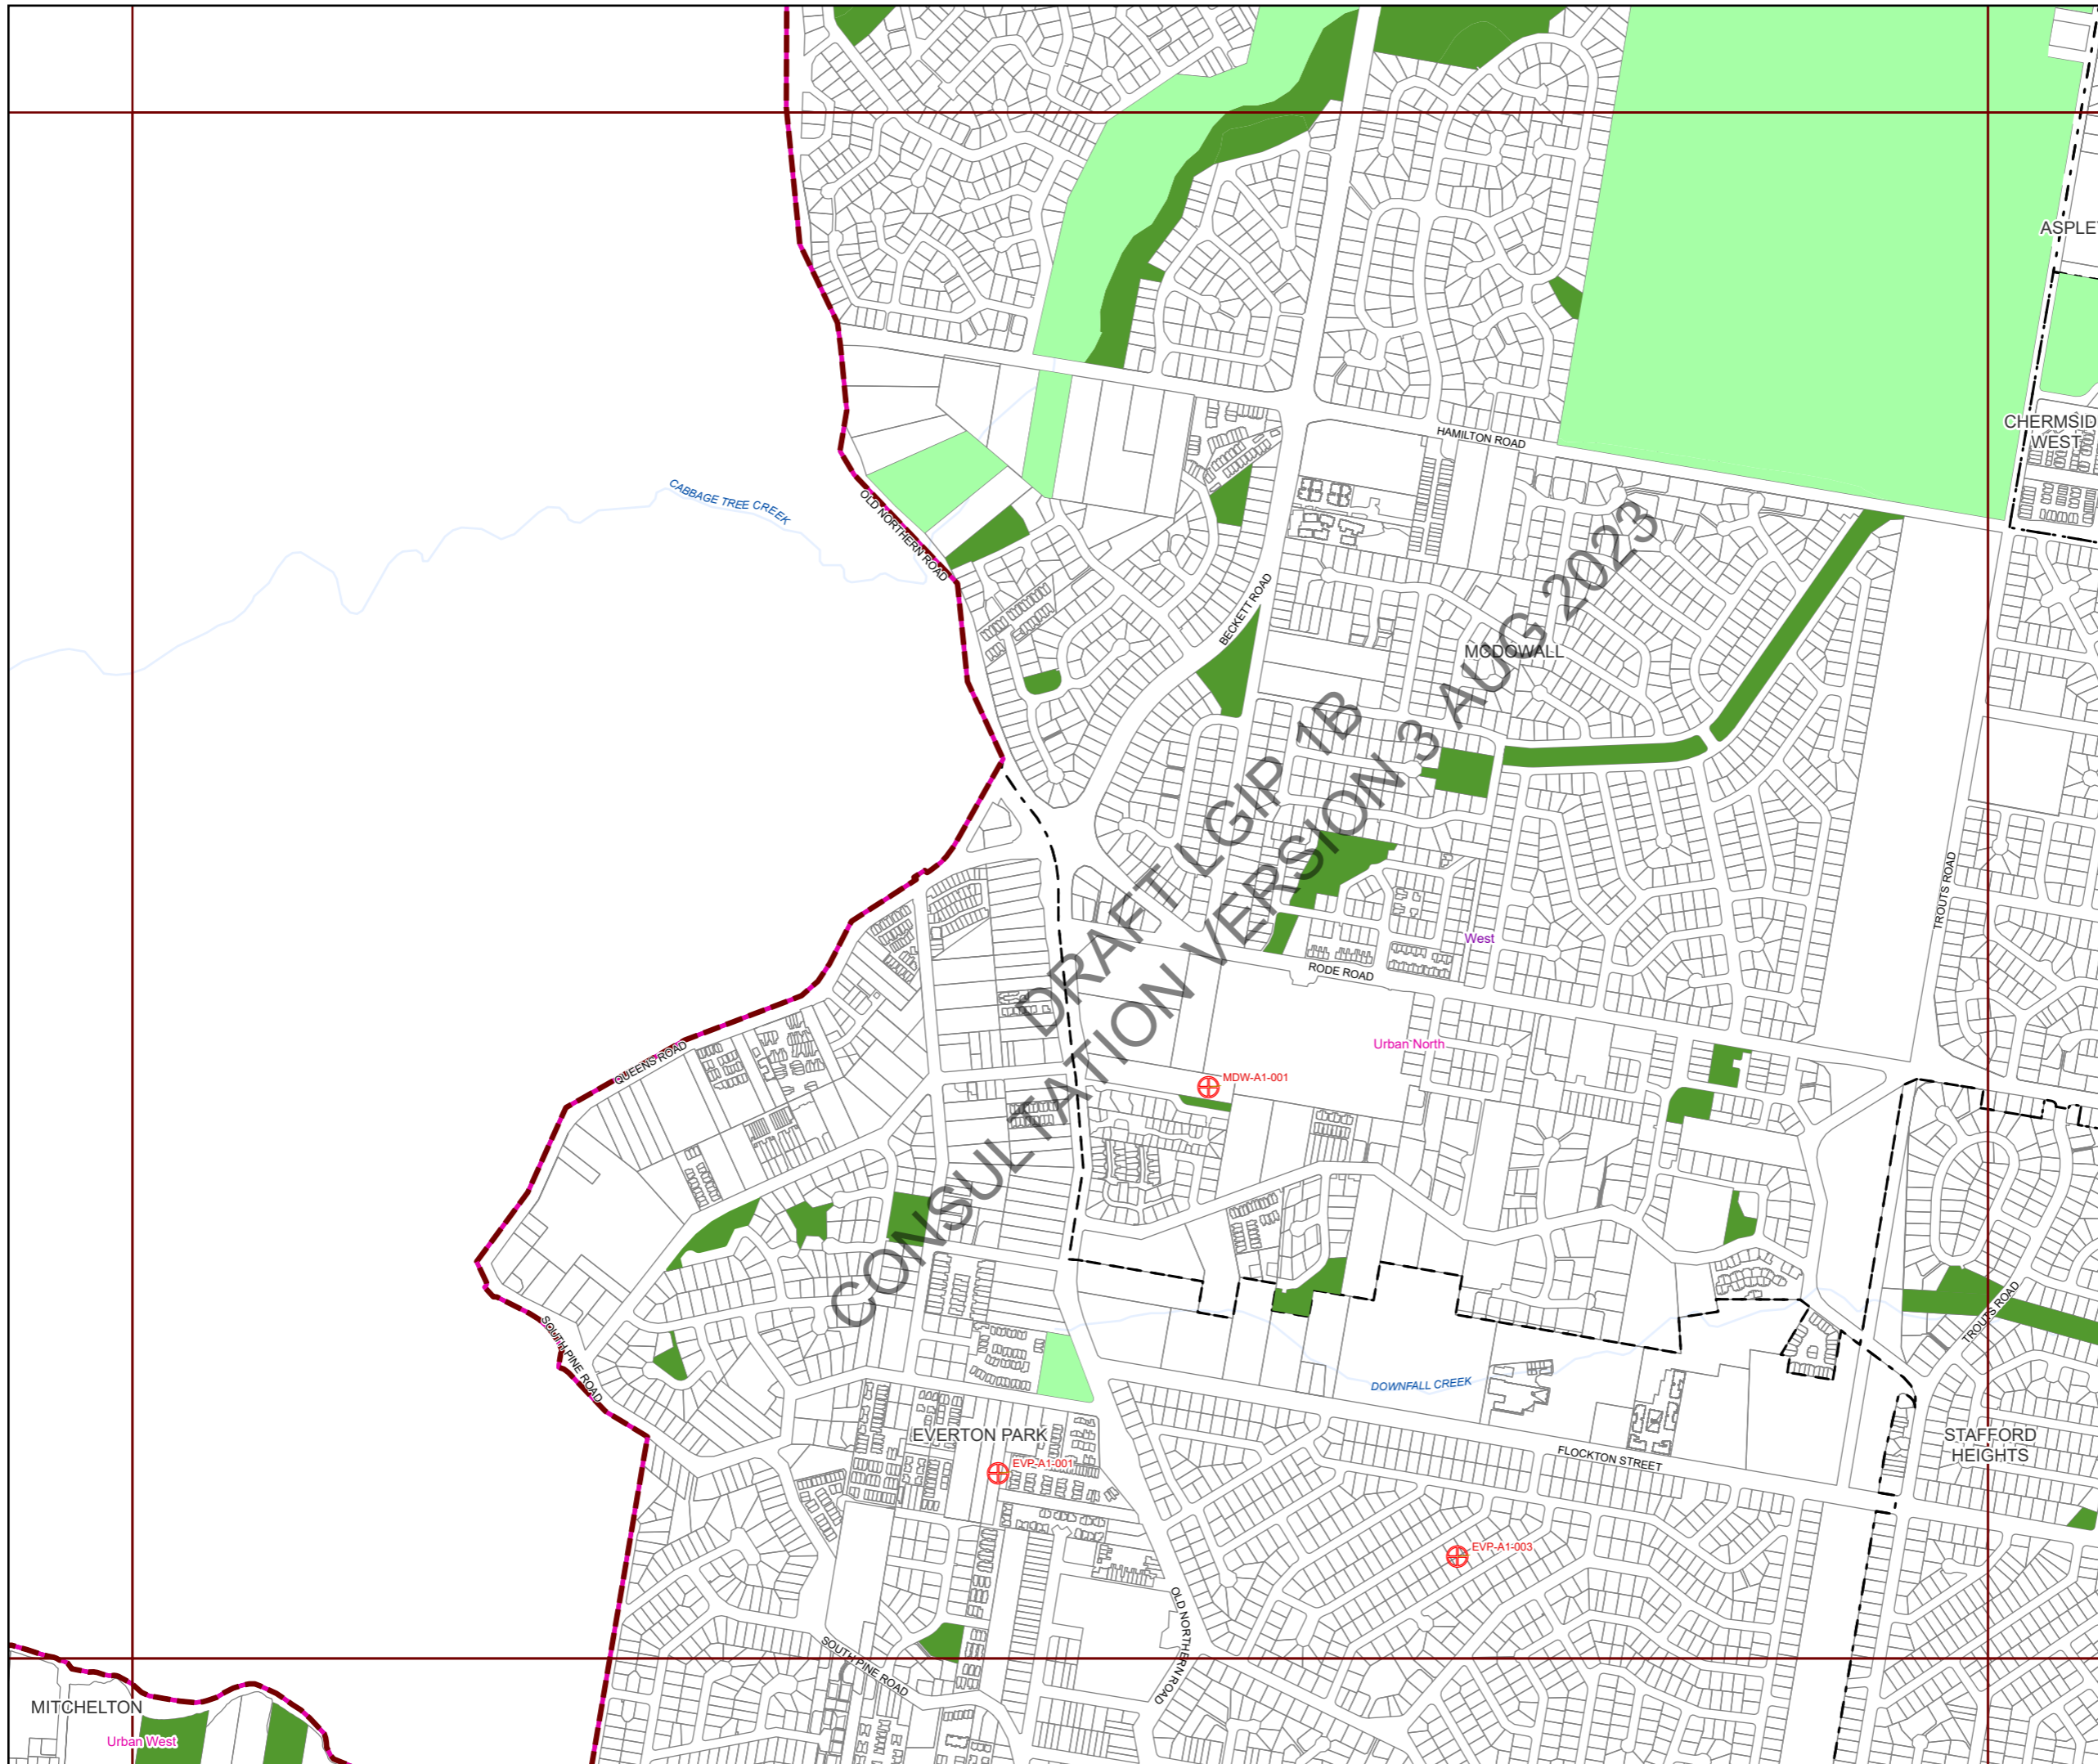 ASPLE
CHERMSID
WEST
HAMILTON ROAD
CABBAGE TREE CREEK
OLD NORTHERN ROAD
BECKETT ROAD
MCDOWALL
DRAFT LGIP 1B
CONSULTATION VERSION 3 AUG 2023
TROUTS ROAD
West
RODE ROAD
Urban North
QUEENS ROAD
MDW-A1-001
TROUTS ROAD
SOUTH PINE ROAD
DOWNFALL CREEK
EVERTON PARK
STAFFORD
HEIGHTS
FLOCKTON STREET
EVP-A1-001
EVP-A1-003
OLD NORTHERN ROAD
SOUTH PINE ROAD
MITCHELTON
Urban West